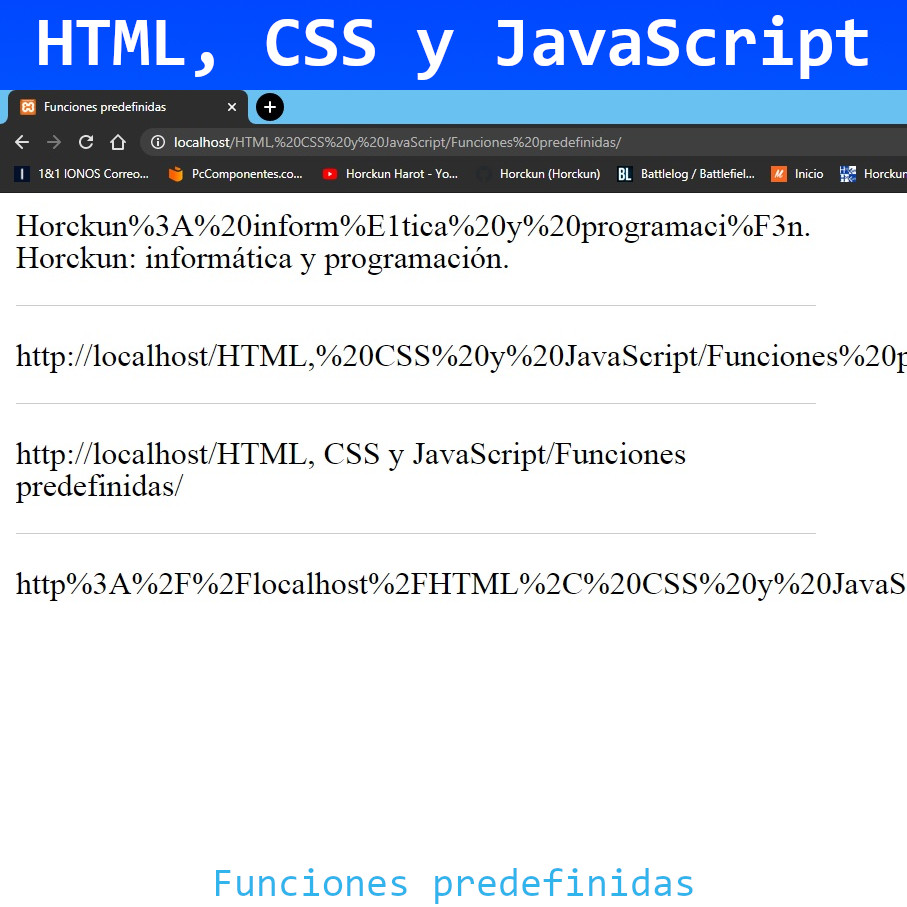 HTML, CSS y JavaScript
Funciones predefinidas
localhost/HTML,%20CSS%20y%20JavaScript/Funciones%20predefinidas/
1&1 IONOS Correo... PcComponentes.co... Horckun Harot - Yo... Horckun (Horckun) BL Battlelog / Battlefiel... Inicio Horckun
Horckun%3A%20inform%E1tica%20y%20programaci%F3n.
Horckun: informática y programación.
http://localhost/HTML,%20CSS%20y%20JavaScript/Funciones%20p
http://localhost/HTML, CSS y JavaScript/Funciones
predefinidas/
http%3A%2F%2Flocalhost%2FHTML%2C%20CSS%20y%20JavaS
Funciones predefinidas